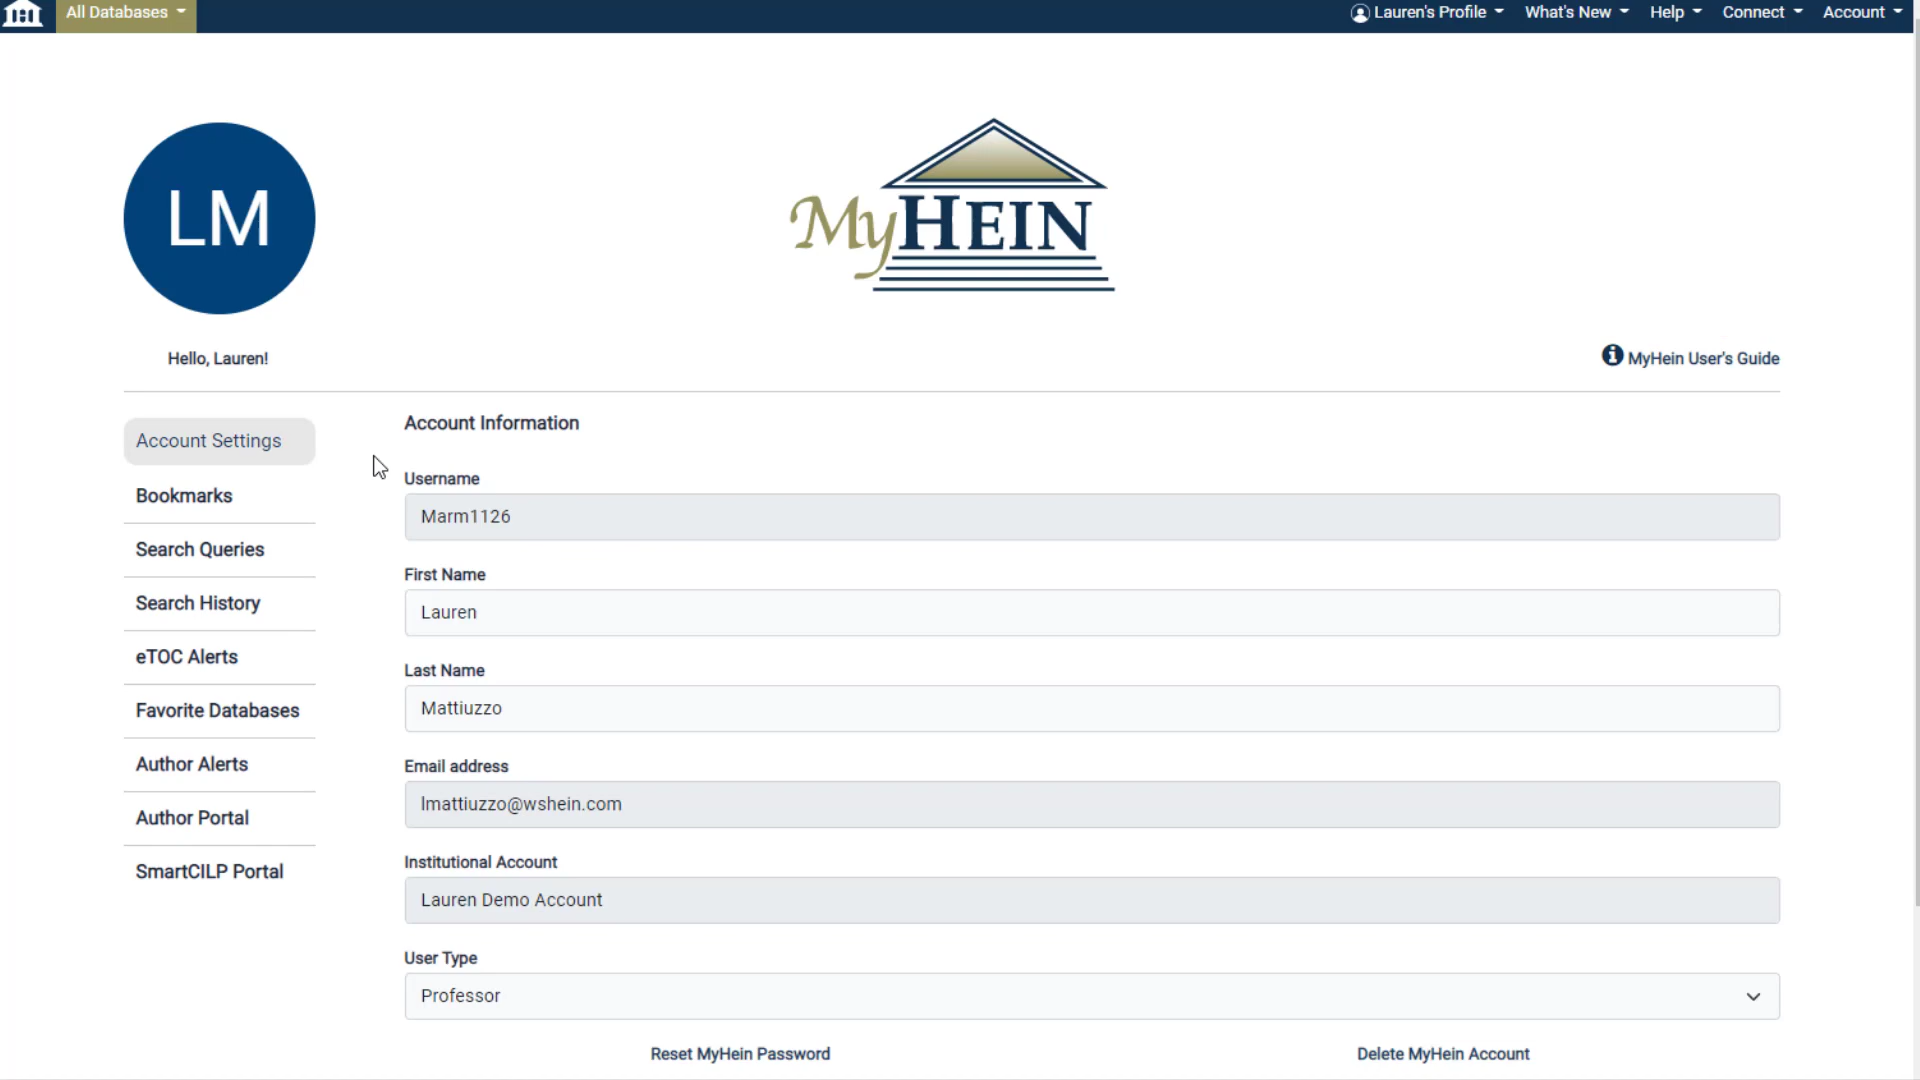 All Databases
Lauren's Profile
What's New
Help
Connect
Account
LM
MyHEIN
Hello, Lauren!
MyHein User's Guide
Account Settings
Bookmarks
Search Queries
Search History
eTOC Alerts
Favorite Databases
Author Alerts
Author Portal
SmartCILP Portal
Account Information
Username
Marm1126
First Name
Lauren
Last Name
Mattiuzzo
Email address
lmattiuzzo@wshein.com
Institutional Account
Lauren Demo Account
User Type
Professor
Reset MyHein Password
Delete MyHein Account